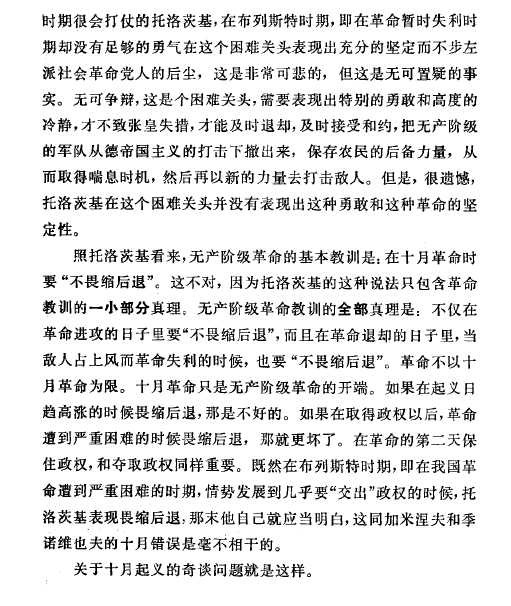 时期很会打仗的托洛茨基，在布列斯特时期，即在革命暂时失利时
期却没有足够的勇气在这个困难关头表现出充分的坚定而不步左
派社会革命党人的后尘，这是非常可悲的，但这是无可置疑的事
实。无可争辩，这是个困难关头，需要表现出特别的勇敢和高度的
冷静，才不致张皇失措，才能及时退却，及时接受和约，把无产阶级
的军队从德帝国主义的打击下撤出来，保存农民的后备力量，从
而取得喘息时机，然后再以新的力量去打击敌人。但是，很遗憾，
托洛茨基在这个困难关头并没有表现出这种勇敢和这种革命的坚
定性。
照托洛茨基看来，无产阶级革命的基本教训是：在十月革命时
要“不畏缩后退”。这不对，因为托洛茨基的这种说法只包含革命
教训的一小部分真理。无产阶级革命教训的全部真理是：不仅在
革命进攻的日子里要“不畏缩后退”，而且在革命退却的日子里，当
敌人占上风而革命失利的时候，也要“不畏缩后退”。革命不以十
月革命为限。十月革命只是无产阶级革命的开端。如果在起义日
趋高涨的时候畏缩后退，那是不好的。如果在取得政权以后，革命
遭到严重困难的时候畏缩后退，那就更坏了。在革命的第二天保
住政权，和夺取政权同样重要。既然在布列斯特时期，即在我国革
命遭到严重困难的时期，情势发展到几乎要“交出”政权的时候，托
洛茨基表现畏缩后退，那末他自己就应当明白，这同加米涅夫和季
诺维也夫的十月错误是毫不相干的。
关于十月起义的奇谈问题就是这样。